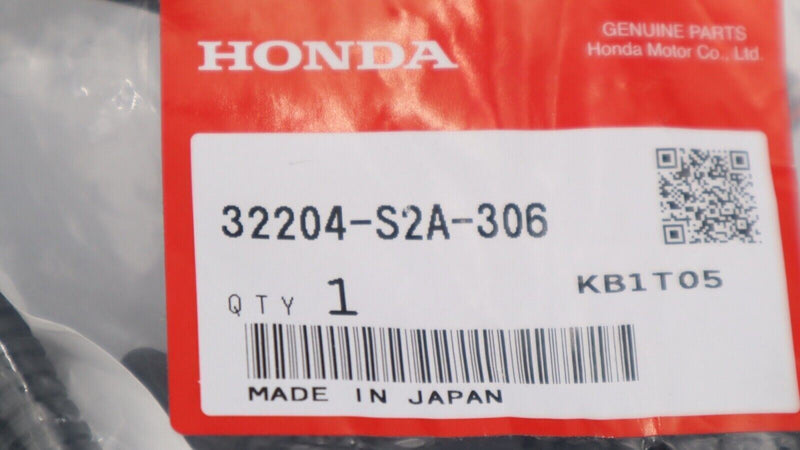 HONDA
GENUINE PARTS
Honda Motor Co., Ltd.
32204-S2A-306
KB1T05
QTY 1
MADE IN JAPAN